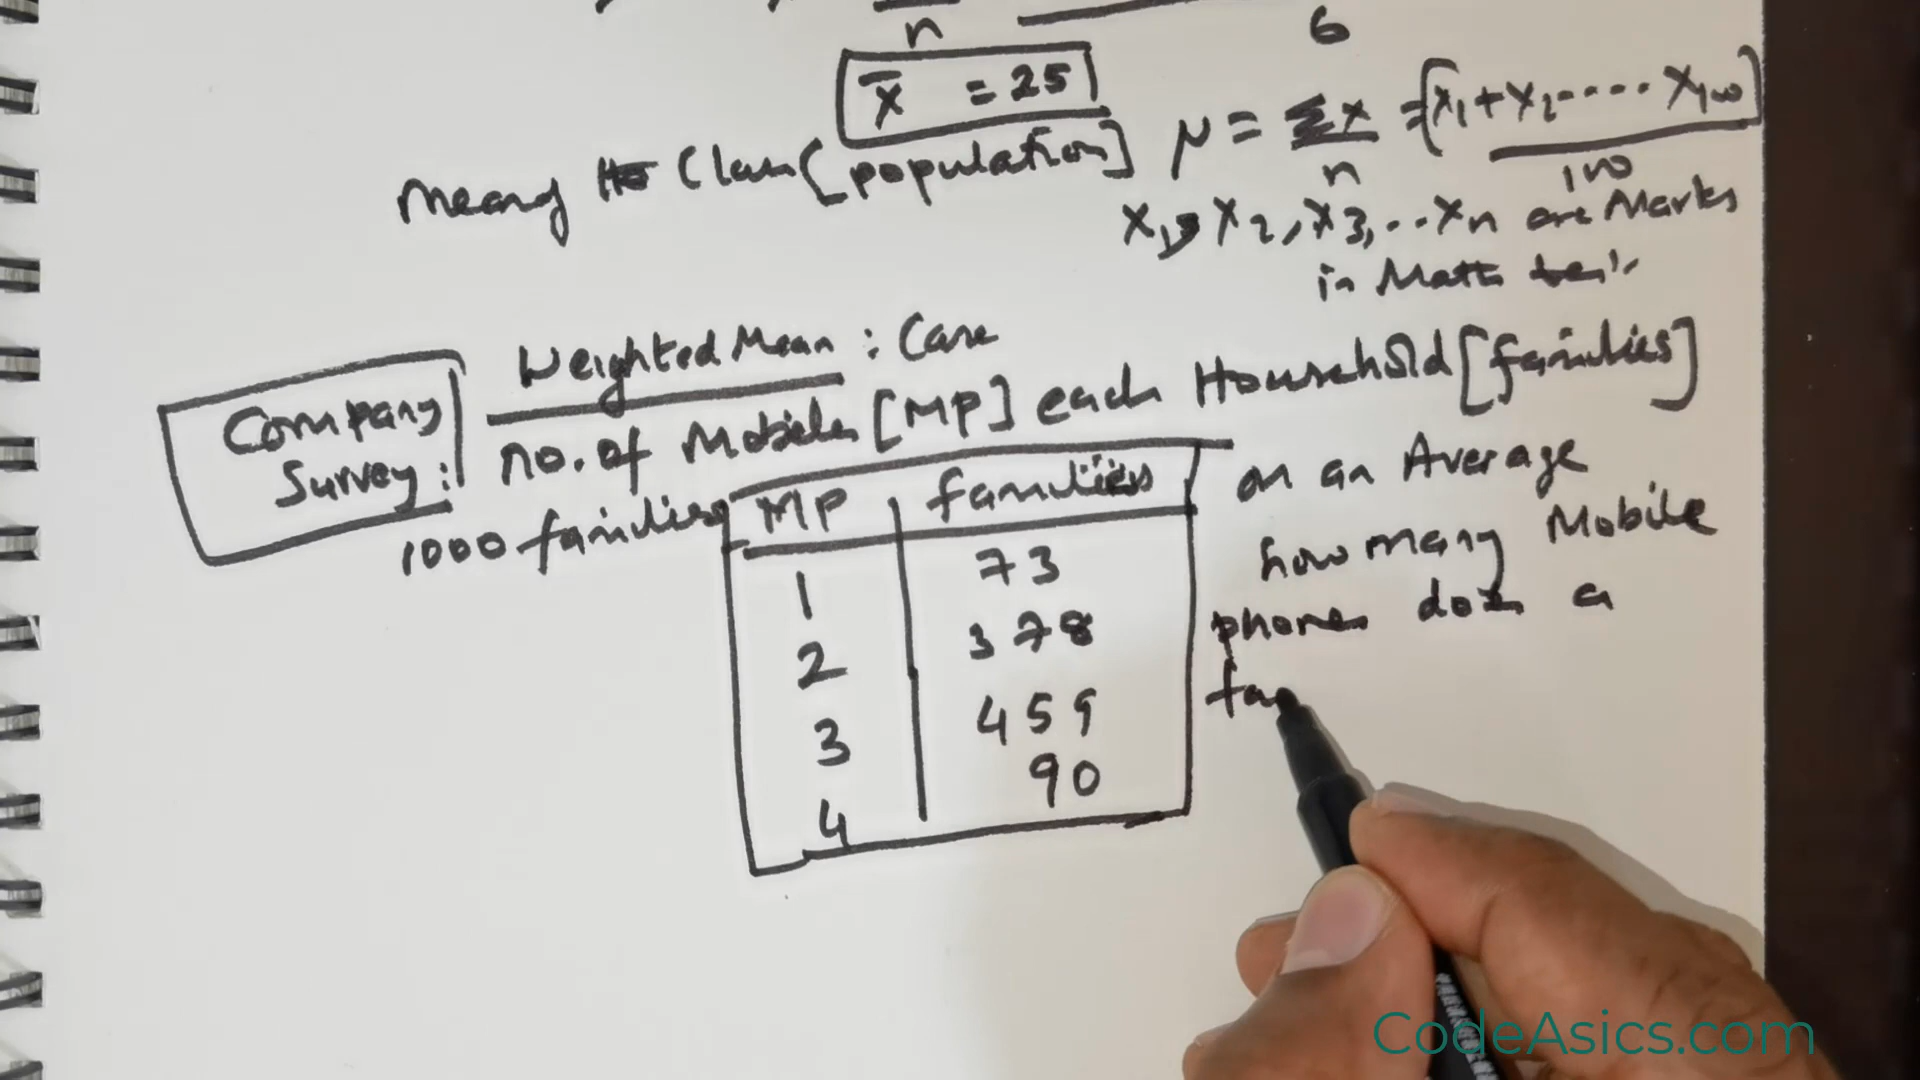 n 6
x̄ = 25
Mean of Class [population] μ = Σx = [x₁+x₂----- x₁₀₀]
n 100
x₁, x₂, x3, .. xn are Marks
in Math
Weighted Mean : Case
Company
Survey :
no. of Mobiles [MP] each Household [families]
1000 families
MP families
1 73
2 378
3 459
4 90
on an Average
how many Mobile
phones does a
fa
CodeAsics.com